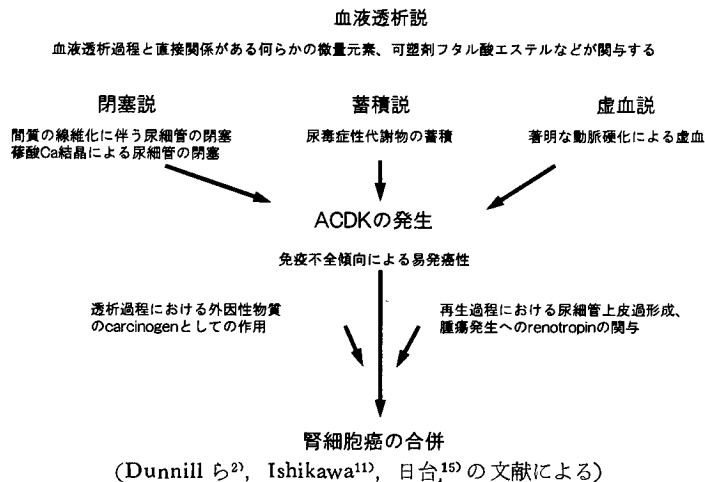 血液透析説
血液透析過程と直接関係がある何らかの微量元素、可塑剤フタル酸エステルなどが関与する
閉塞説
間質の線維化に伴う尿細管の閉塞
蓚酸Ca結晶による尿細管の閉塞
蓄積説
尿毒症性代謝物の蓄積
虚血説
著明な動脈硬化による虚血
ACDKの発生
免疫不全傾向による易発癌性
透析過程における外因性物質
のcarcinogenとしての作用
再生過程における尿細管上皮過形成、
腫瘍発生へのrenotropinの関与
腎細胞癌の合併
(Dunnill ら2), Ishikawa11), 日台,15) の文献による)